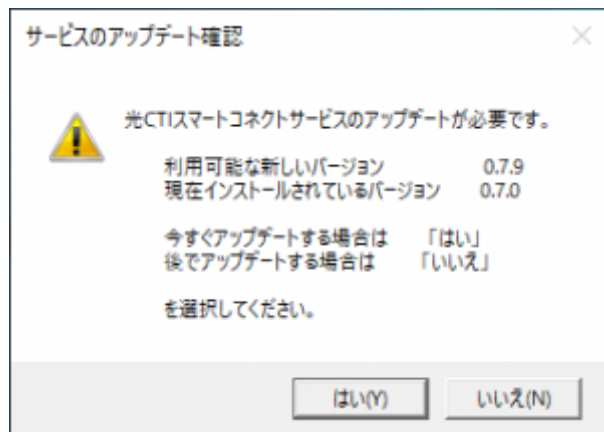 サービスのアップデート確認
光CTIスマートコネクトサービスのアップデートが必要です。
利用可能な新しいバージョン 0.7.9
現在インストールされているバージョン 0.7.0
今すぐアップデートする場合は 「はい」
後でアップデートする場合は 「いいえ」
を選択してください。
はい(Y) いいえ(N)